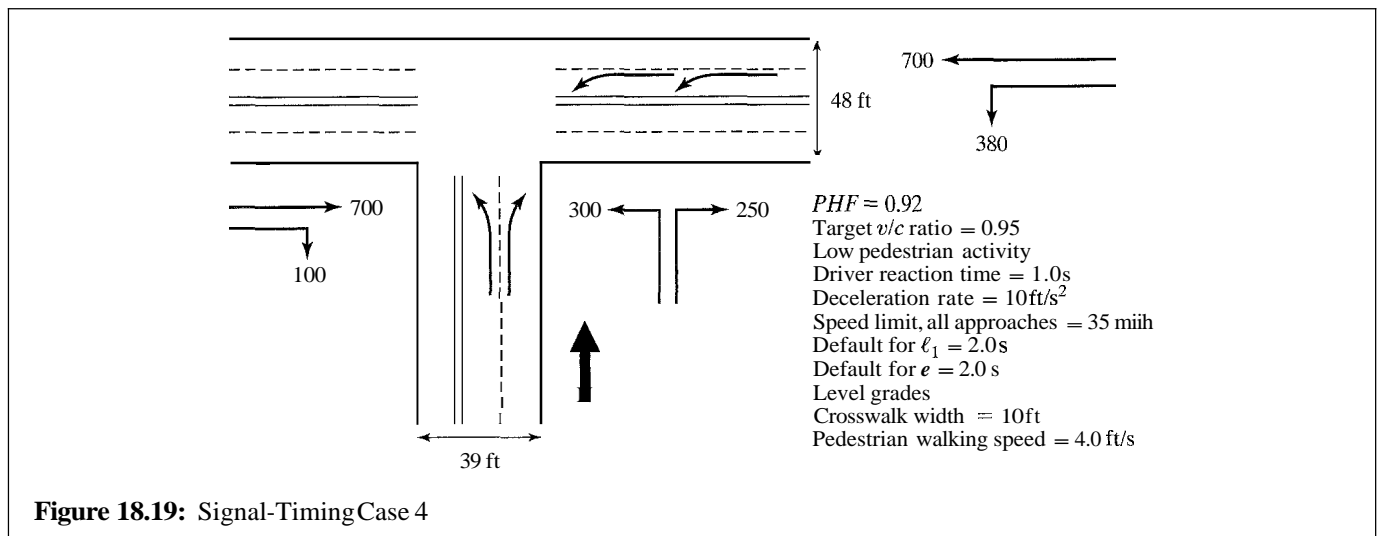 700
48 ft
380
700
100
300
250
39 ft
PHF = 0.92
Target v/c ratio = 0.95
Low pedestrian activity
Driver reaction time = 1.0s
Deceleration rate = 10ft/s²
Speed limit, all approaches = 35 miih
Default for ℓ₁ = 2.0s
Default for e = 2.0 s
Level grades
Crosswalk width = 10ft
Pedestrian walking speed = 4.0 ft/s
Figure 18.19: Signal-Timing Case 4